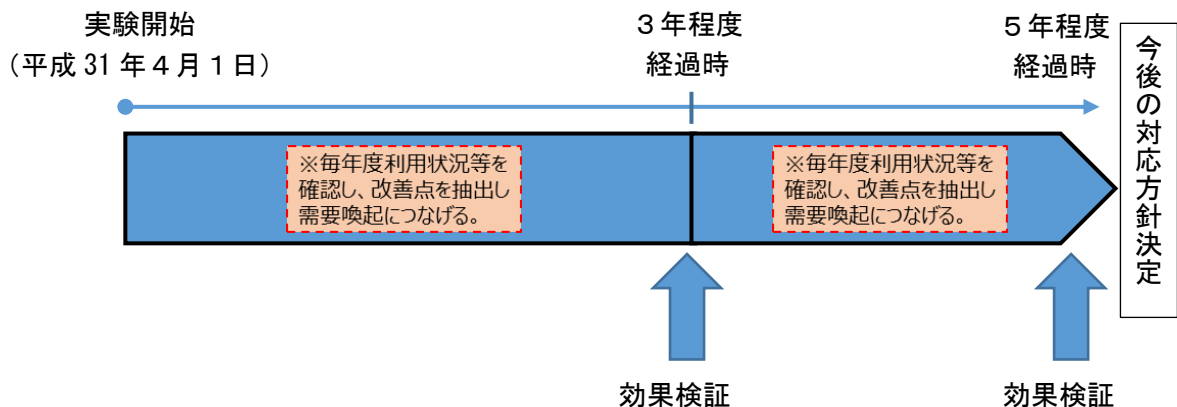 実験開始
（平成 31 年４月１日）
３年程度
経過時
５年程度
経過時
今後の対応方針決定
※毎年度利用状況等を
確認し、改善点を抽出し
需要喚起につなげる。
※毎年度利用状況等を
確認し、改善点を抽出し
需要喚起につなげる。
効果検証
効果検証